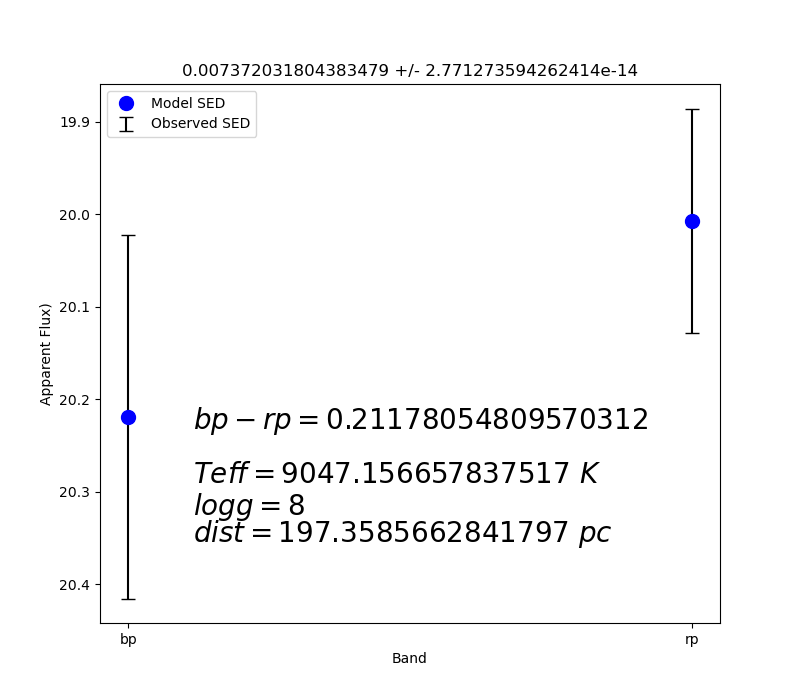 0.007372031804383479 +/- 2.771273594262414e-14
Model SED
Observed SED
19.9
20.0
20.1
20.2
20.3
20.4
Apparent Flux)
bp − rp = 0.21178054809570312
Teff = 9047.156657837517 K
logg = 8
dist = 197.3585662841797 pc
bp
rp
Band